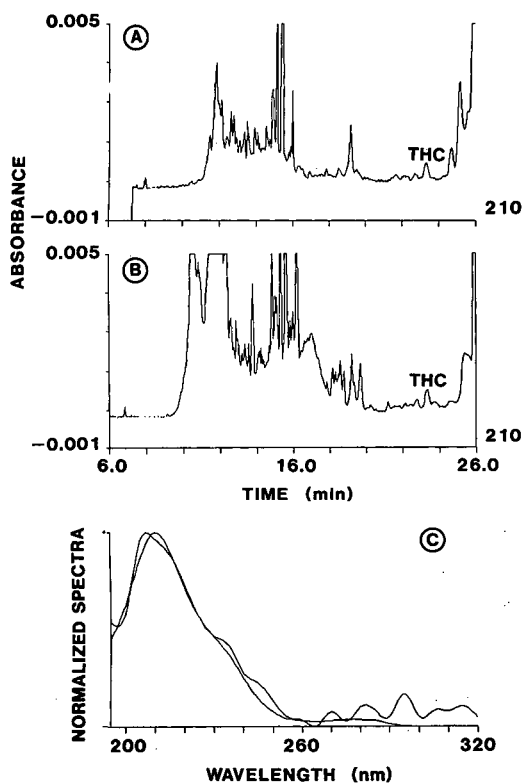 0.005
A
THC
-0.001
210
ABSORBANCE
0.005
B
THC
-0.001
210
6.0
16.0
26.0
TIME (min)
C
NORMALIZED SPECTRA
200
260
320
WAVELENGTH (nm)